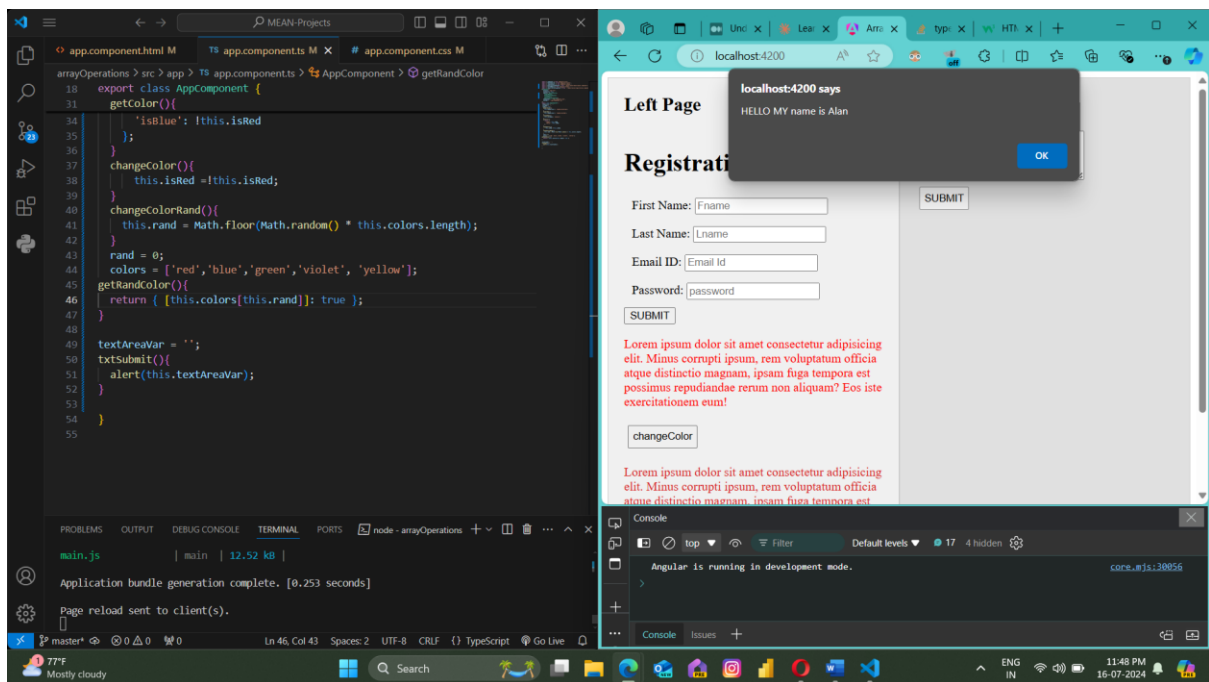 MEAN-Projects
app.component.html M
app.component.ts M
app.component.css M
arrayOperations > src > app > TS app.component.ts > AppComponent > getRandColor
18 export class AppComponent {
31 getColor(){
34 'isBlue': !this.isRed
35 };
36 }
37 changeColor(){
38 this.isRed =!this.isRed;
39 }
40 changeColorRand(){
41 this.rand = Math.floor(Math.random() * this.colors.length);
42 }
43 rand = 0;
44 colors = ['red','blue','green','violet', 'yellow'];
45 getRandColor(){
46 return { [this.colors[this.rand]]: true };
47 }
48
49 textAreaVar = '';
50 txtSubmit(){
51 alert(this.textAreaVar);
52 }
53
54 }
55
PROBLEMS OUTPUT DEBUG CONSOLE TERMINAL PORTS node - arrayOperations
main.js | main | 12.52 kB |
Application bundle generation complete. [0.253 seconds]
Page reload sent to client(s).
master* 0 0 0 Ln 46, Col 43 Spaces: 2 UTF-8 CRLF {} TypeScript Go Live
localhost:4200
localhost:4200 says
HELLO MY name is Alan
OK
Left Page
Registrati
First Name: Fname
Last Name: Lname
Email ID: Email Id
Password: password
SUBMIT
SUBMIT
Lorem ipsum dolor sit amet consectetur adipisicing
elit. Minus corrupti ipsum, rem voluptatum officia
atque distinctio magnam, ipsam fuga tempora est
possimus repudiandae rerum non aliquam? Eos iste
exercitationem eum!
changeColor
Lorem ipsum dolor sit amet consectetur adipisicing
elit. Minus corrupti ipsum, rem voluptatum officia
atque distinctio magnam, ipsam fuga tempora est
Console
top Filter Default levels 17 4 hidden
Angular is running in development mode. core.mjs:30056
Console Issues
77°F
Mostly cloudy
Search
ENG
IN
11:48 PM
16-07-2024